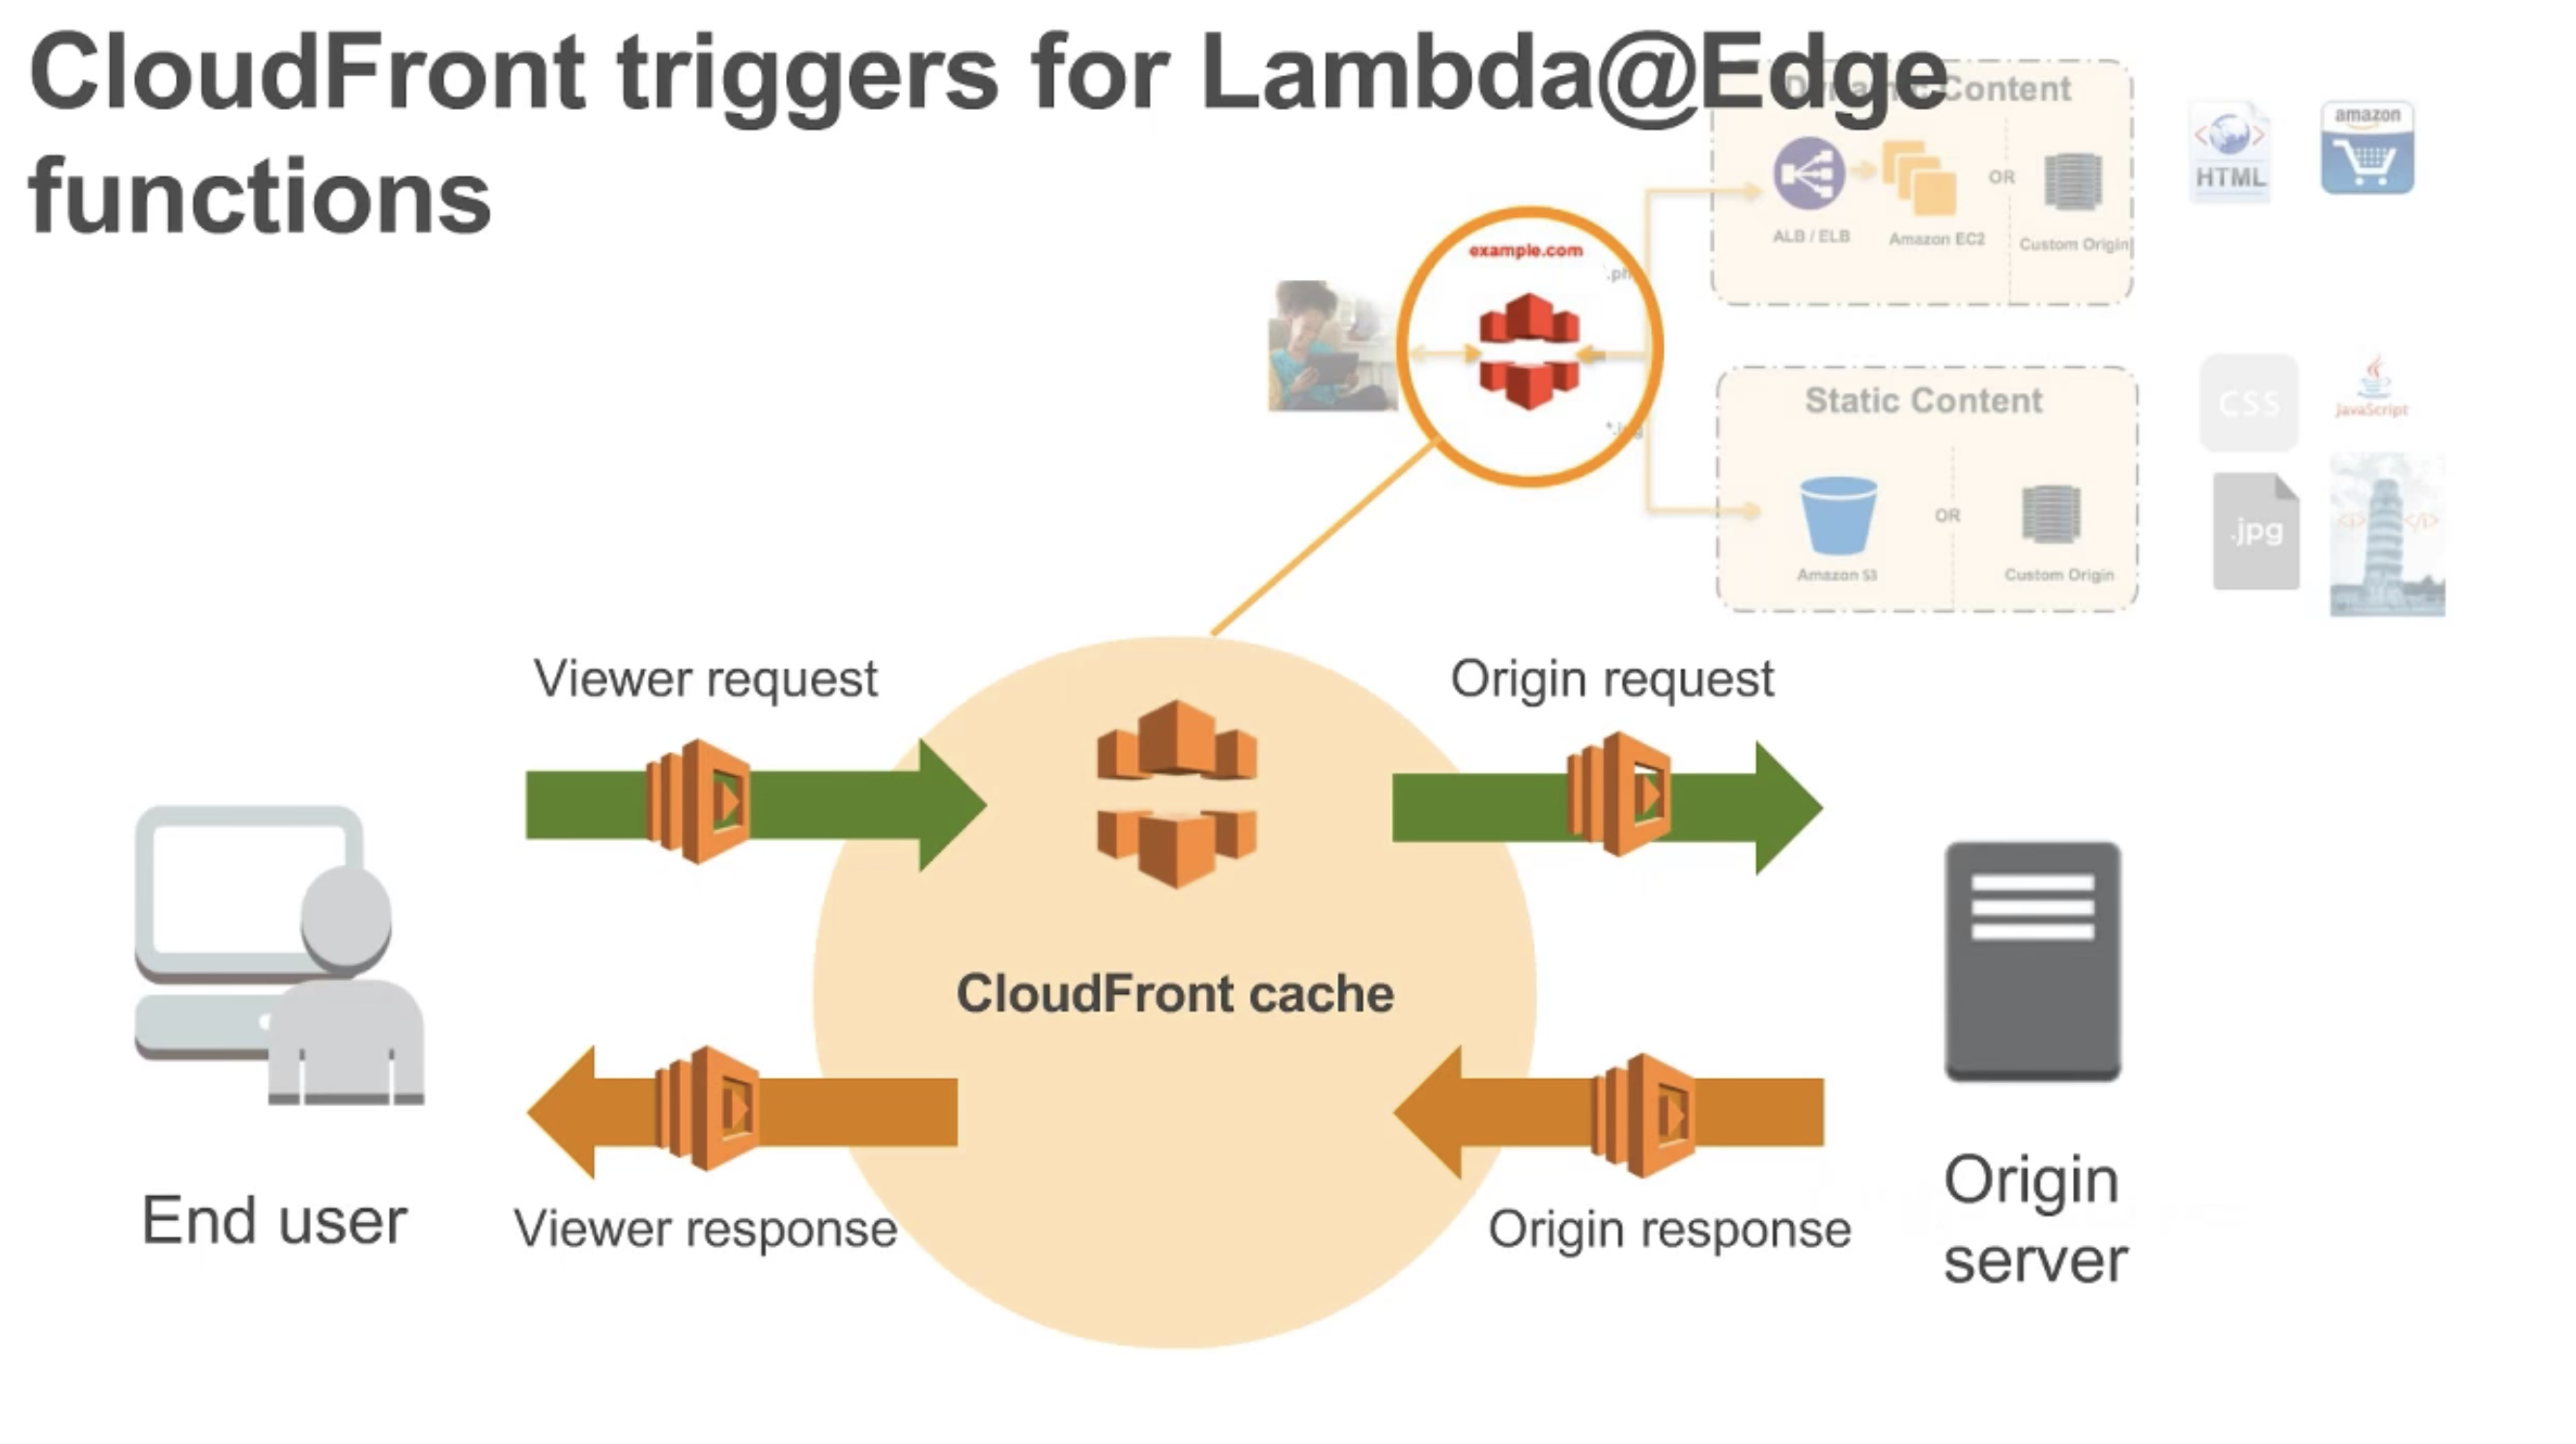 CloudFront triggers for Lambda@Edge
functions
Dynamic Content
amazon
HTML
ALB / ELB
Amazon EC2
OR
Custom Origin
example.com
Static Content
CSS
JavaScript
.jpg
<i> </i>
Amazon S3
OR
Custom Origin
Viewer request
Origin request
CloudFront cache
End user
Viewer response
Origin response
Origin
server